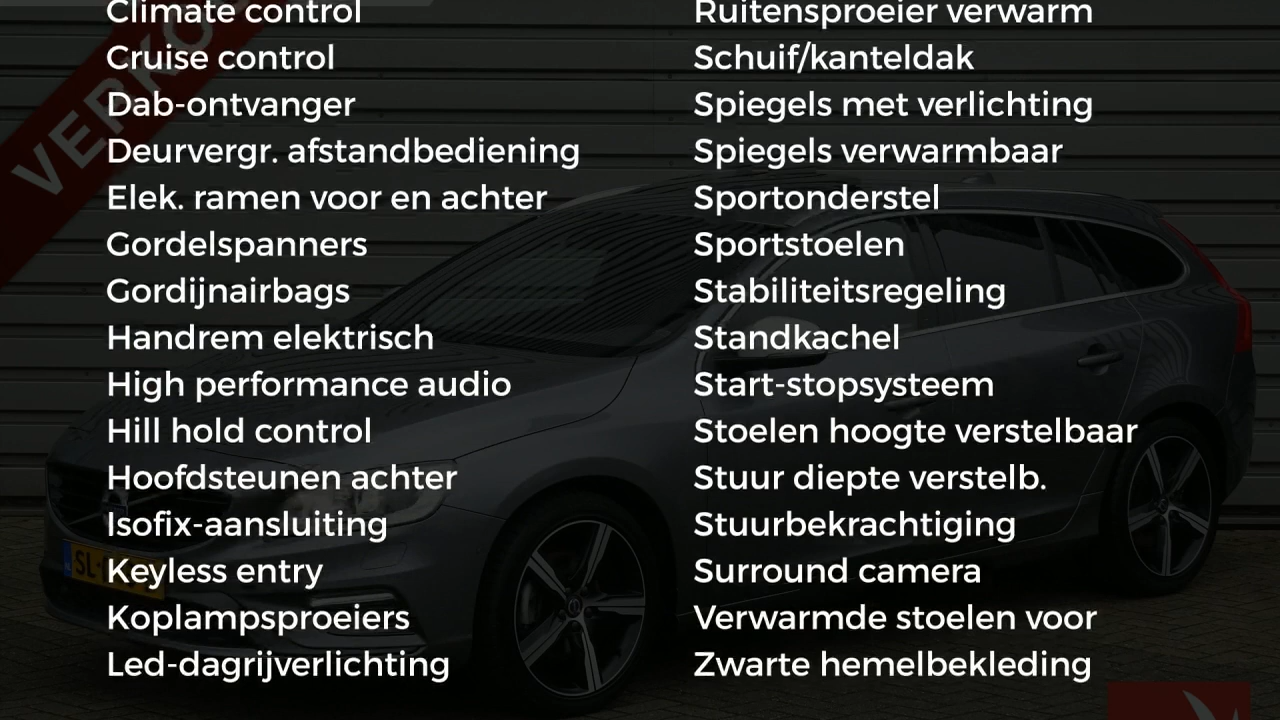 Climate control
Cruise control
Dab-ontvanger
Deurvergr. afstandbediening
Elek. ramen voor en achter
Gordelspanners
Gordijnairbags
Handrem elektrisch
High performance audio
Hill hold control
Hoofdsteunen achter
Isofix-aansluiting
Keyless entry
Koplampsproeiers
Led-dagrijverlichting
Ruitensproeier verwarm
Schuif/kanteldak
Spiegels met verlichting
Spiegels verwarmbaar
Sportonderstel
Sportstoelen
Stabiliteitsregeling
Standkachel
Start-stopsysteem
Stoelen hoogte verstelbaar
Stuur diepte verstelb.
Stuurbekrachtiging
Surround camera
Verwarmde stoelen voor
Zwarte hemelbekleding